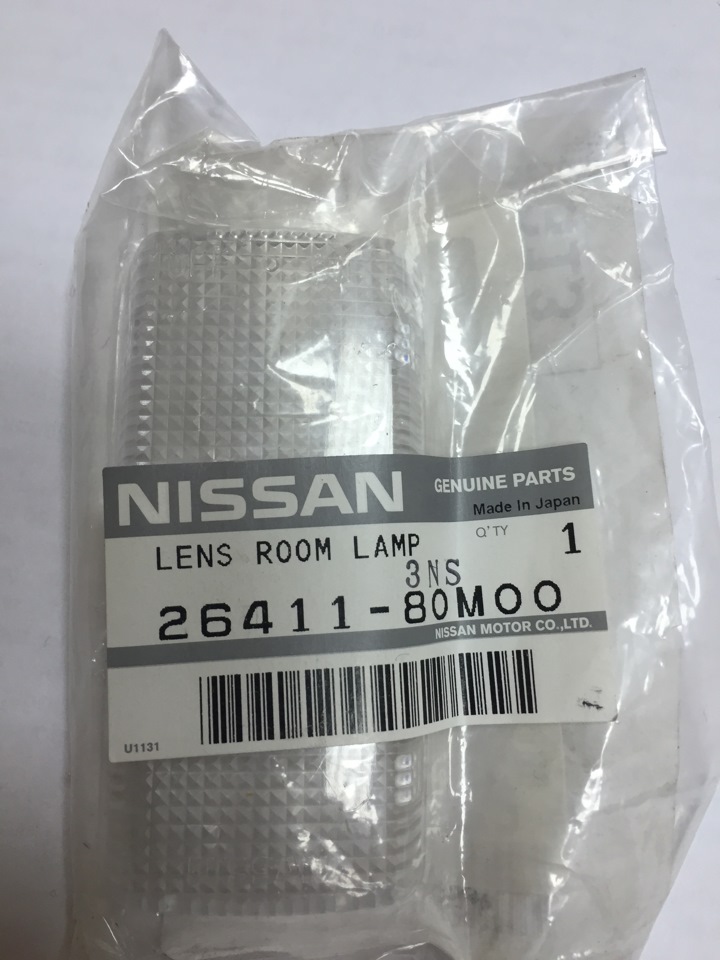 NISSAN GENUINE PARTS
Made In Japan
LENS ROOM LAMP Q'TY 1
3NS
26411-80M00
NISSAN MOTOR CO.,LTD.
U1131